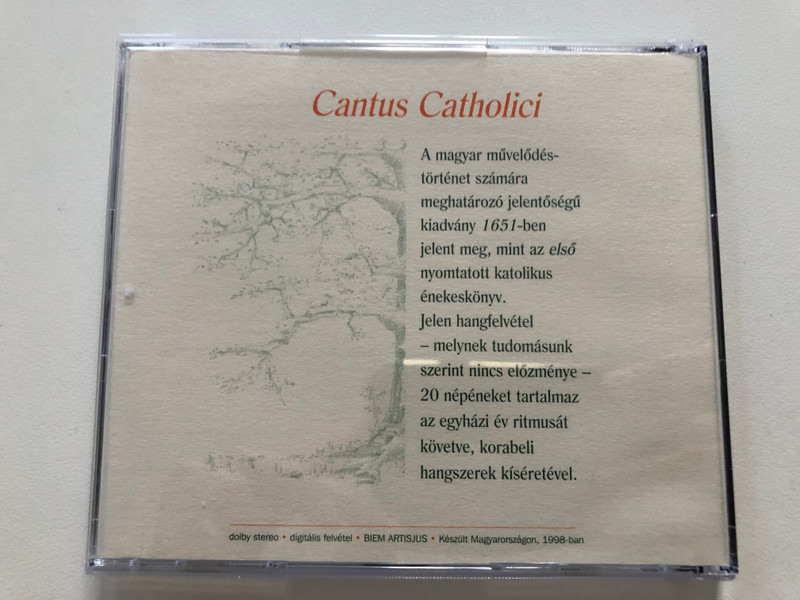 Cantus Catholici
A magyar művelődés-
történet számára
meghatározó jelentőségű
kiadvány 1651-ben
jelent meg, mint az első
nyomtatott katolikus
énekeskönyv.
Jelen hangfelvétel
– melynek tudomásunk
szerint nincs előzménye –
20 népéneket tartalmaz
az egyházi év ritmusát
követve, korabeli
hangszerek kíséretével.
dolby stereo • digitális felvétel • BIEM ARTISJUS • Készült Magyarországon, 1998-ban